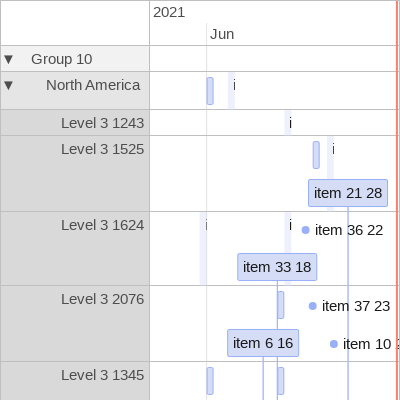 2021
Jun
▼ Group 10
▼ North America
i
Level 3 1243
i
Level 3 1525
i
item 21 28
Level 3 1624
i
i
item 36 22
item 33 18
Level 3 2076
item 37 23
item 6 16
item 10
Level 3 1345